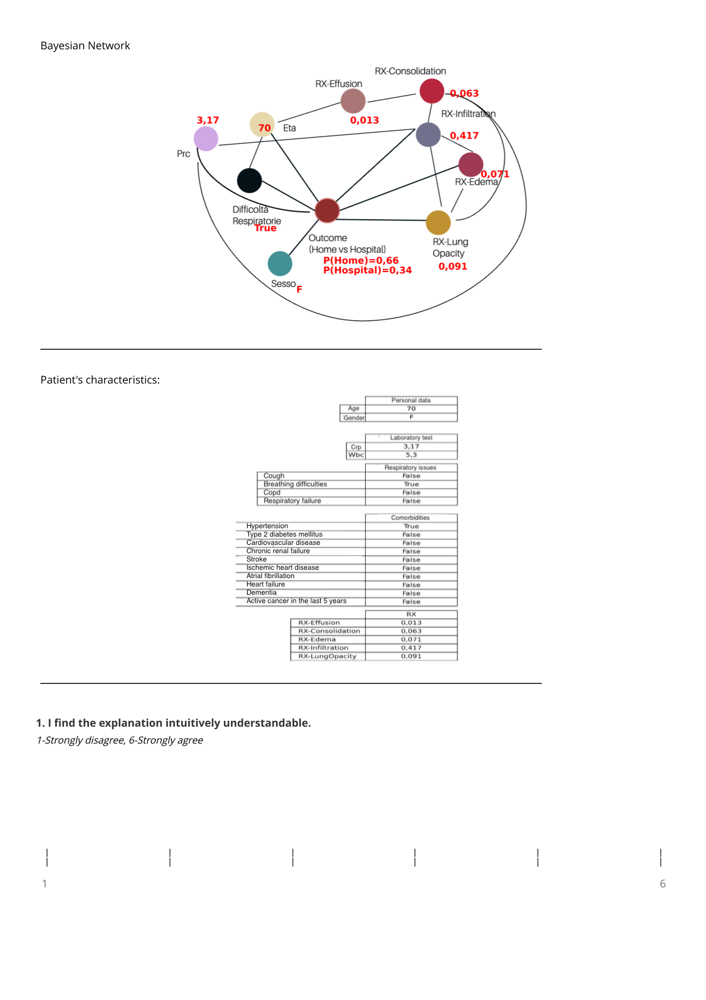 Bayesian Network
RX-Consolidation
RX-Effusion
0,063
RX-Infiltration
3,17
0,013
70
Eta
0,417
Prc
0,071
RX-Edema
Difficoltà
Respiratorie
True
Outcome
(Home vs Hospital)
P(Home)=0,66
P(Hospital)=0,34
RX-Lung
Opacity
0,091
Sesso
F
Patient's characteristics:
Personal data
Age 70
Gender F
Laboratory test
Crp 3,17
Wbc 5,3
Respiratory issues
Cough False
Breathing difficulties True
Copd False
Respiratory failure False
Comorbidities
Hypertension True
Type 2 diabetes mellitus False
Cardiovascular disease False
Chronic renal failure False
Stroke False
Ischemic heart disease False
Atrial fibrillation False
Heart failure False
Dementia False
Active cancer in the last 5 years False
RX
RX-Effusion 0,013
RX-Consolidation 0,063
RX-Edema 0,071
RX-Infiltration 0,417
RX-LungOpacity 0,091
1. I find the explanation intuitively understandable.
1-Strongly disagree, 6-Strongly agree
1 6